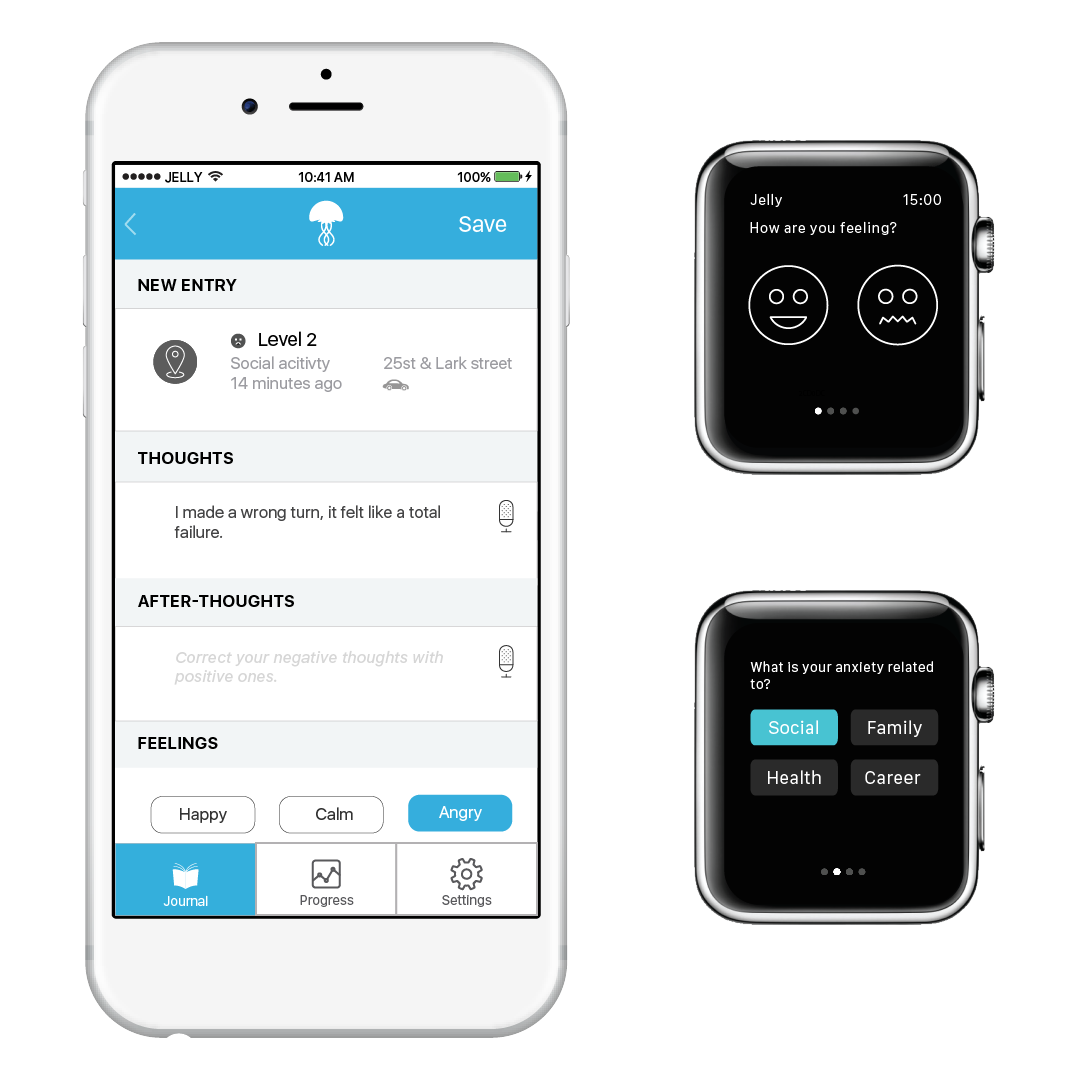 JELLY 10:41 AM 100%
Save
NEW ENTRY
Level 2
Social acitivty 25st & Lark street
14 minutes ago
THOUGHTS
I made a wrong turn, it felt like a total
failure.
AFTER-THOUGHTS
Correct your negative thoughts with
positive ones.
FEELINGS
Happy Calm Angry
Journal Progress Settings
Jelly 15:00
How are you feeling?
What is your anxiety related
to?
Social Family
Health Career